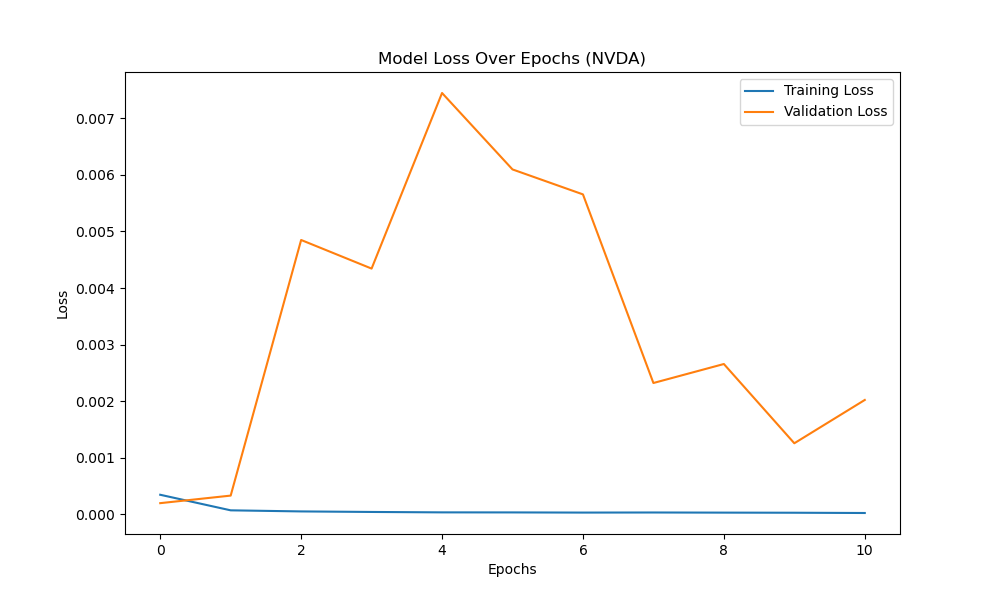 Model Loss Over Epochs (NVDA)
Training Loss
Validation Loss
0.007
0.006
0.005
0.004
0.003
0.002
0.001
0.000
Loss
0 2 4 6 8 10
Epochs